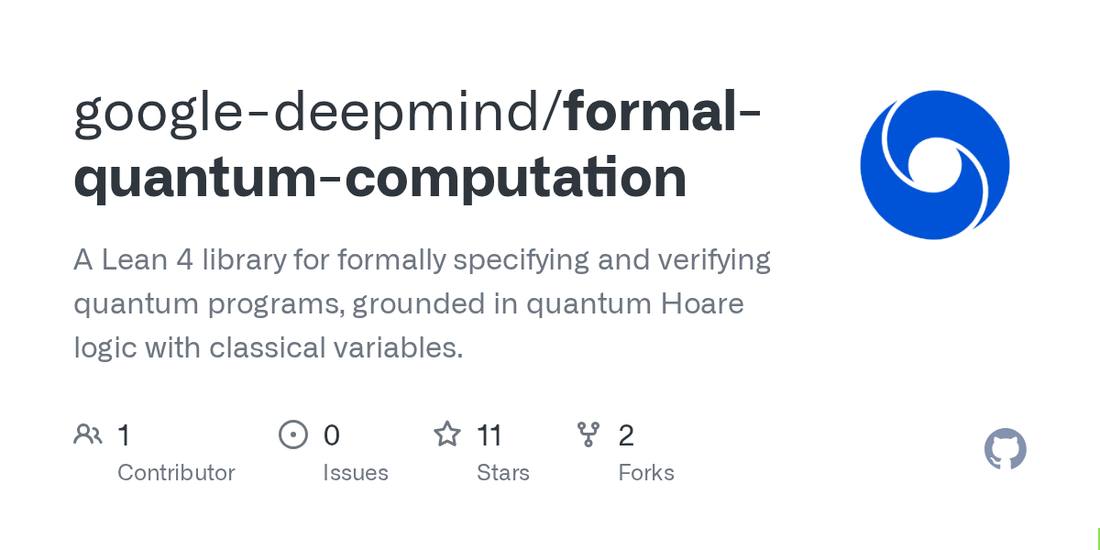 google-deepmind/formal-
quantum-computation
A Lean 4 library for formally specifying and verifying
quantum programs, grounded in quantum Hoare
logic with classical variables.
1 0 11 2
Contributor Issues Stars Forks